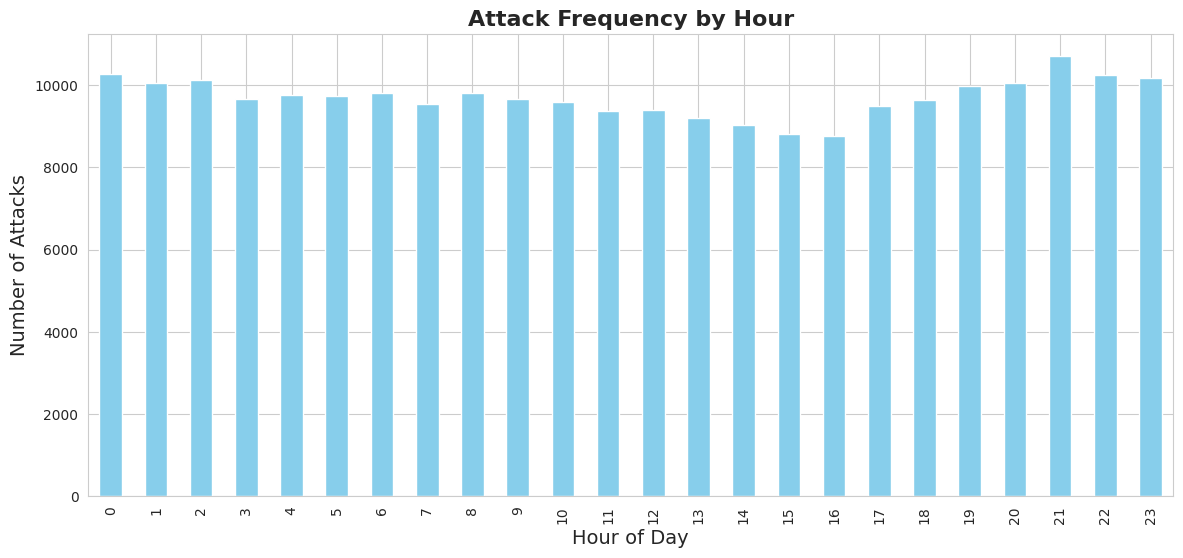 Attack Frequency by Hour
Number of Attacks
10000
8000
6000
4000
2000
0
0 1 2 3 4 5 6 7 8 9 10 11 12 13 14 15 16 17 18 19 20 21 22 23
Hour of Day